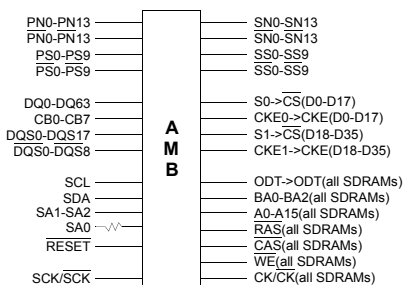 PN0-PN13
PN0-PN13
PS0-PS9
PS0-PS9
DQ0-DQ63
CB0-CB7
DQS0-DQS17
DQS0-DQS8
SCL
SDA
SA1-SA2
SA0
RESET
SCK/SCK
A
M
B
SN0-SN13
SN0-SN13
SS0-SS9
SS0-SS9
S0->CS(D0-D17)
CKE0->CKE(D0-D17)
S1->CS(D18-D35)
CKE1->CKE(D18-D35)
ODT->ODT(all SDRAMs)
BA0-BA2(all SDRAMs)
A0-A15(all SDRAMs)
RAS(all SDRAMs)
CAS(all SDRAMs)
WE(all SDRAMs)
CK/CK(all SDRAMs)